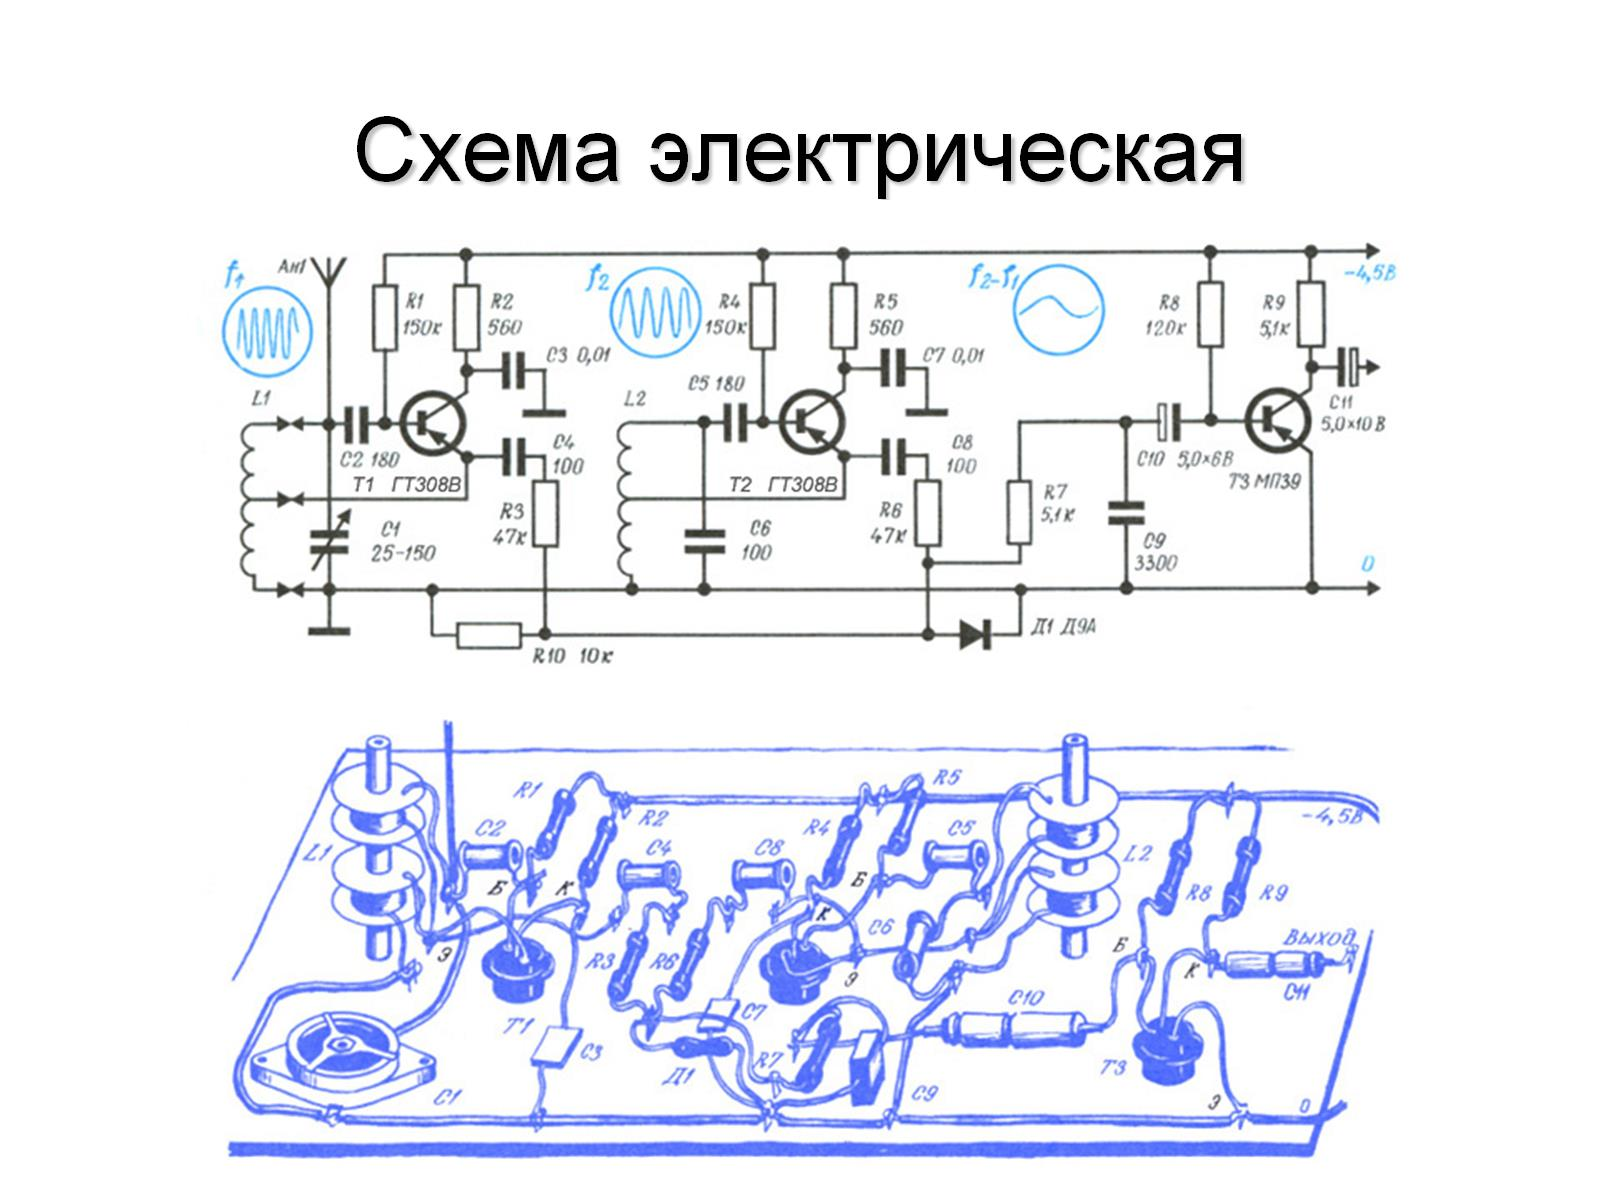 Схема электрическая
f1
Ан1
R1
150к
R2
560
C3 0,01
f2
R4
150к
R5
560
C7 0,01
f2-f1
R8
120к
R9
5,1к
-4,5В
L1
C2 180
T1 ГТ308В
C4
100
L2
C5 180
T2 ГТ308В
C8
100
C10 5,0×6В
T3 МП39
C11
5,0×10 В
C1
25-150
R3
47к
C6
100
R6
47к
R7
5,1к
C9
3300
0
R10 10к
Д1 Д9А
R1
R2
R5
R4
C2
L1
C4
C8
C5
L2
R8
R9
-4,5В
Б
К
Б
К
C6
Э
R3
R6
Э
Б
К
Выход
C11
T1
C7
C10
C3
R7
Д1
C1
C9
T3
Э
0